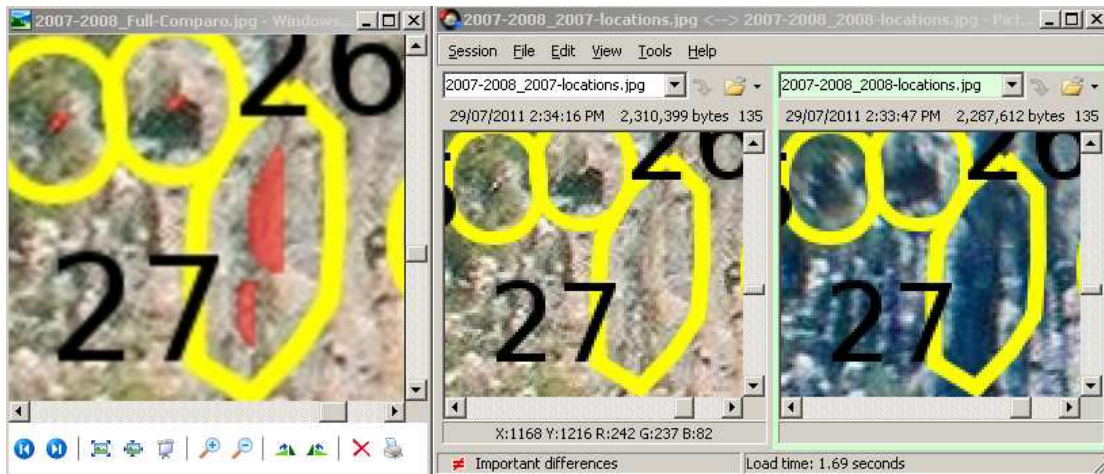 2007-2008_Full-Comparo.jpg - Windows...
26
27
2007-2008_2007-locations.jpg <--> 2007-2008_2008-locations.jpg - Pict...
Session File Edit View Tools Help
2007-2008_2007-locations.jpg
29/07/2011 2:34:16 PM 2,310,399 bytes 135
26
27
X:1168 Y:1216 R:242 G:237 B:82
2007-2008_2008-locations.jpg
29/07/2011 2:33:47 PM 2,287,612 bytes 135
26
27
Important differences
Load time: 1.69 seconds